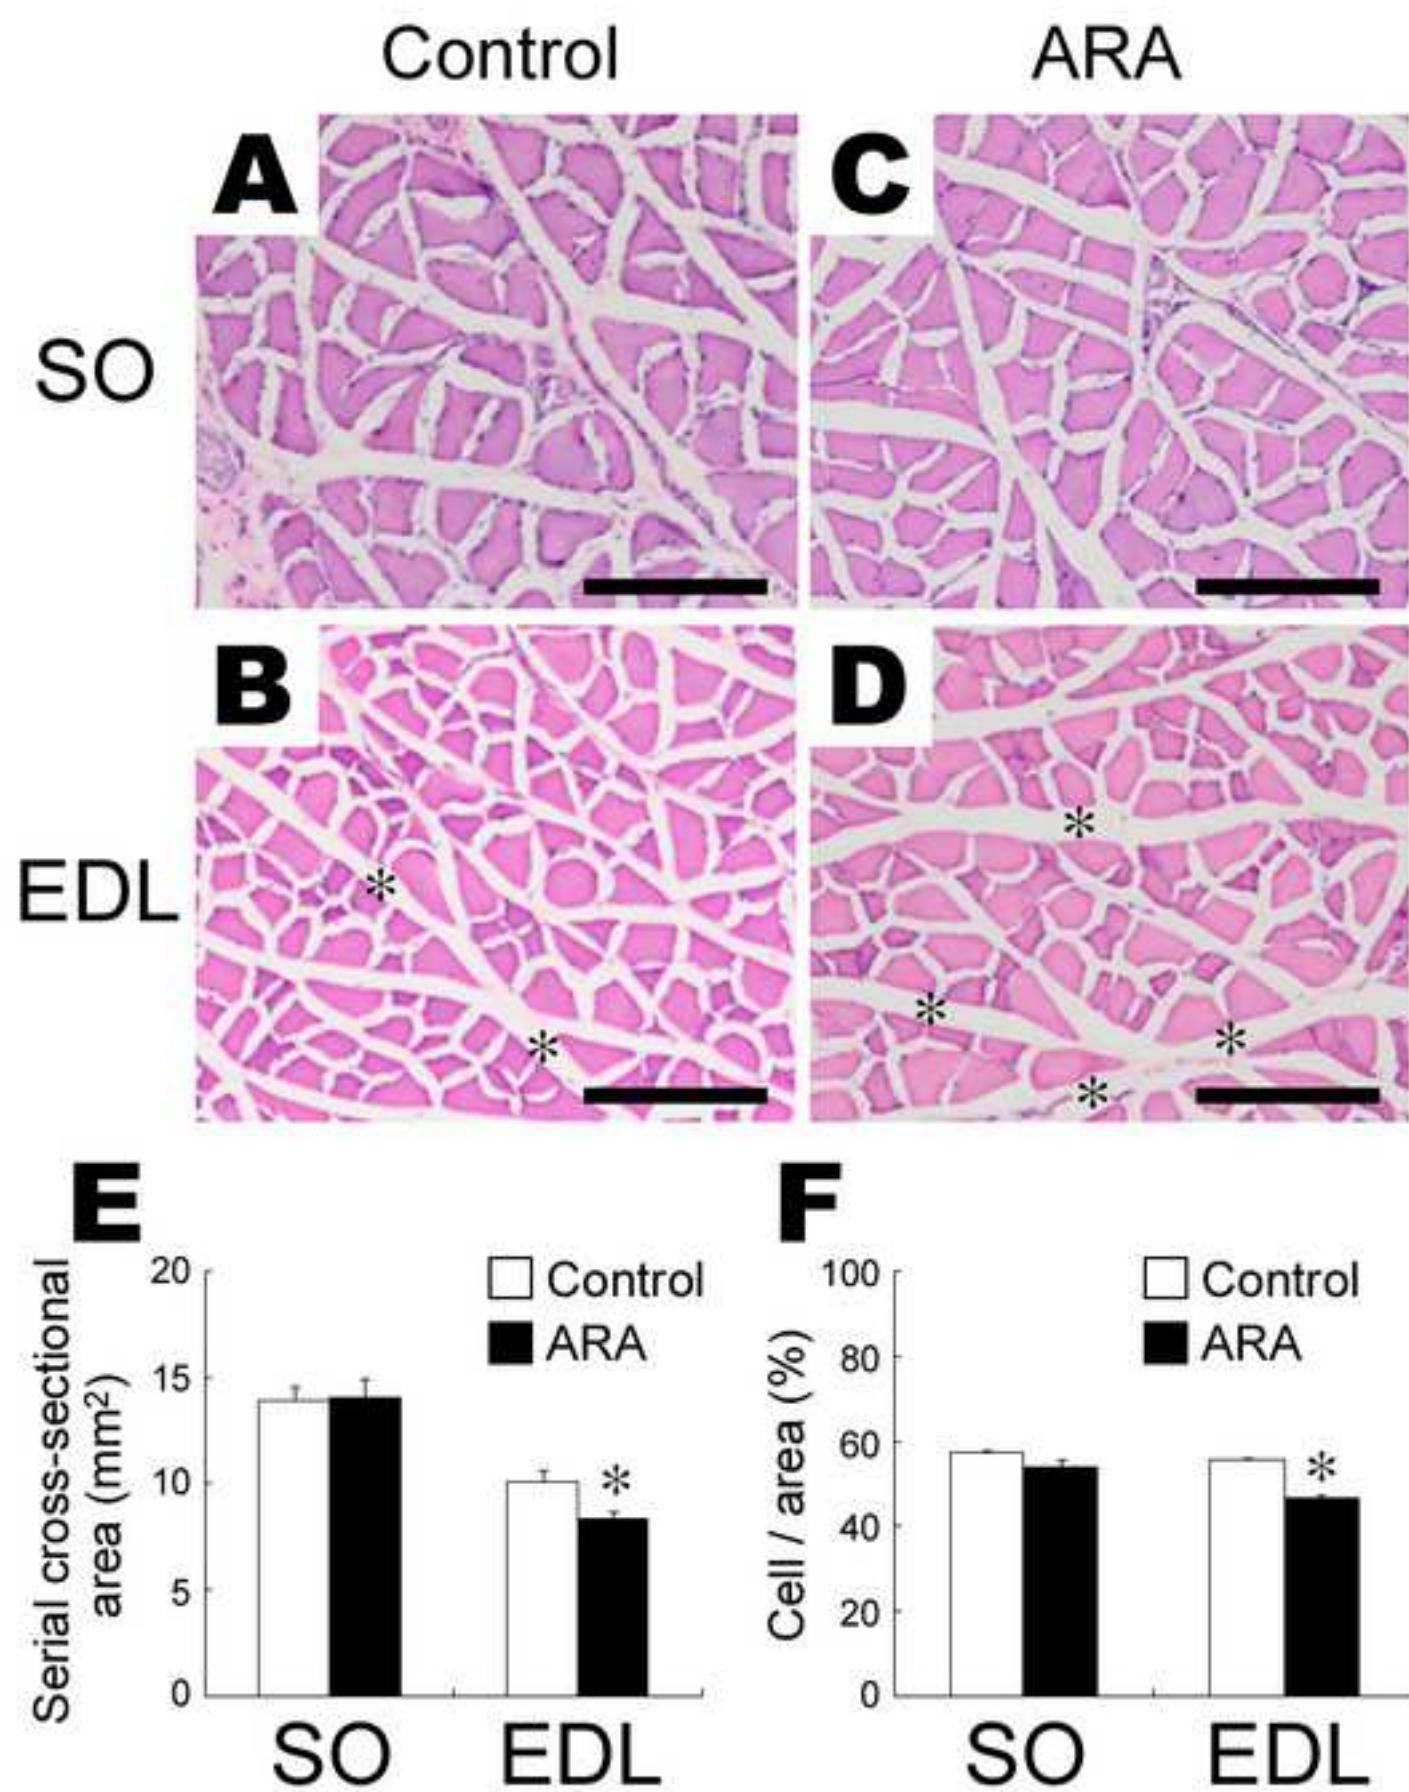 Control ARA
A C
SO
B D
EDL
*
*
*
*
*
*
E F
Serial cross-sectional
area (mm²)
20
15
10
5
0
Control
ARA
*
SO EDL
Cell / area (%)
100
80
60
40
20
0
Control
ARA
*
SO EDL